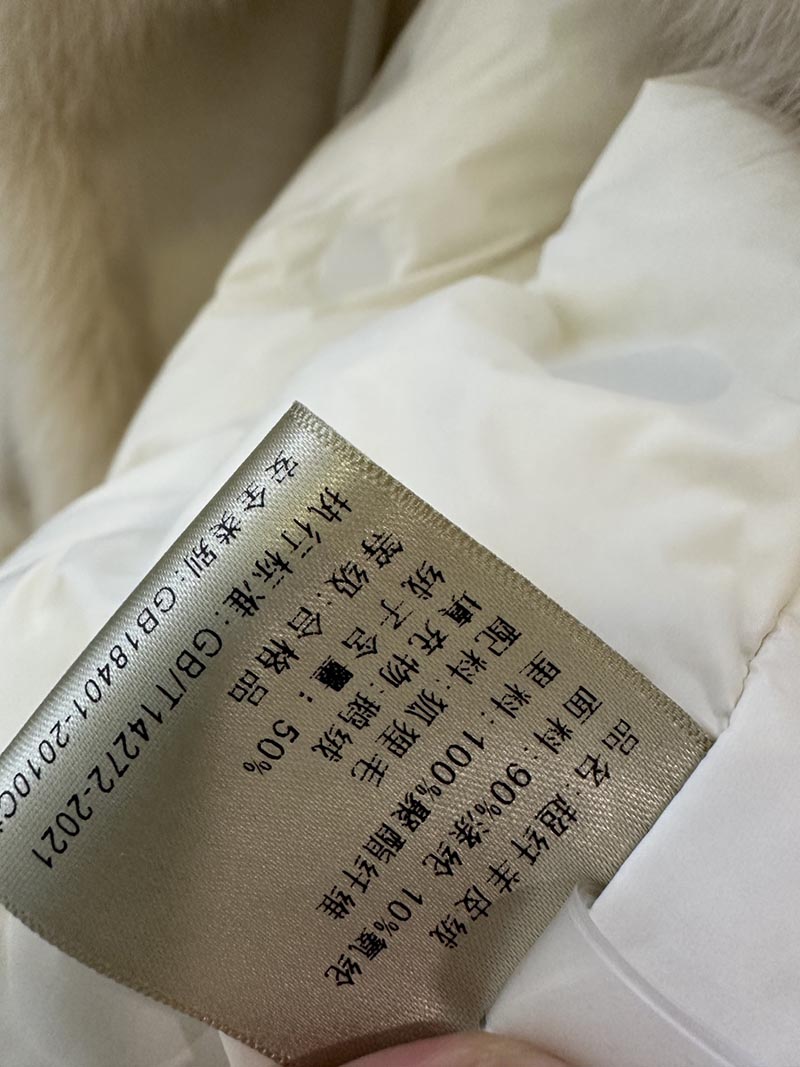 品名:超纤羊皮绒
面料:90%涤纶 10%氨纶
里料:100%聚酯纤维
配料:狐狸毛
填充物:鹅绒
绒子含量:50%
等级:合格品
执行标准:GB/T14272-2021
安全类别:GB18401-2010C